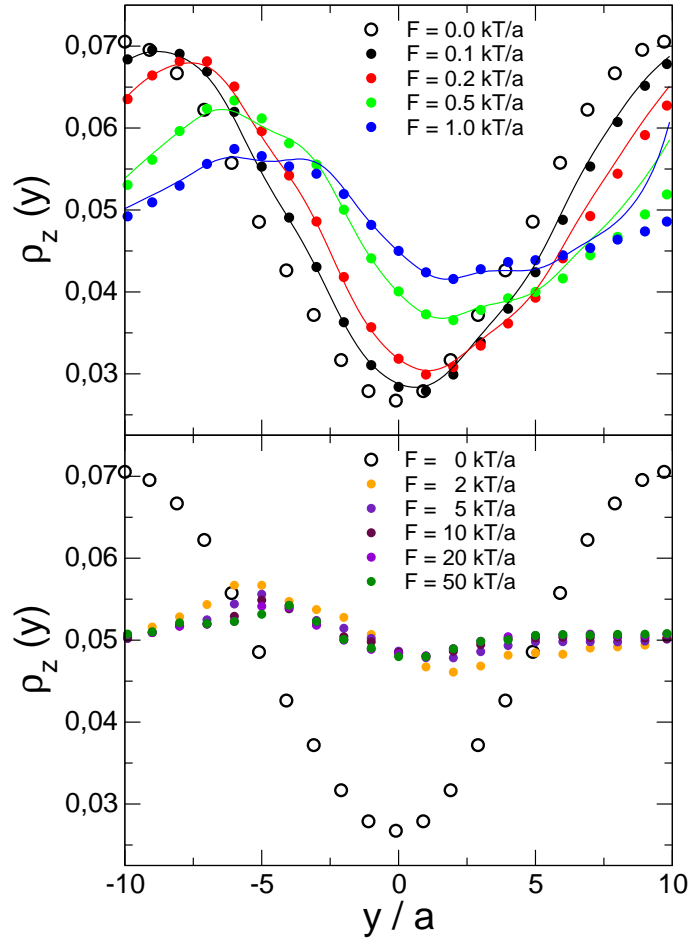 0,07
0,06
0,05
0,04
0,03
ρz (y)
F = 0.0 kT/a
F = 0.1 kT/a
F = 0.2 kT/a
F = 0.5 kT/a
F = 1.0 kT/a
0,07
0,06
0,05
0,04
0,03
ρz (y)
F = 0 kT/a
F = 2 kT/a
F = 5 kT/a
F = 10 kT/a
F = 20 kT/a
F = 50 kT/a
-10 -5 0 5 10
y / a